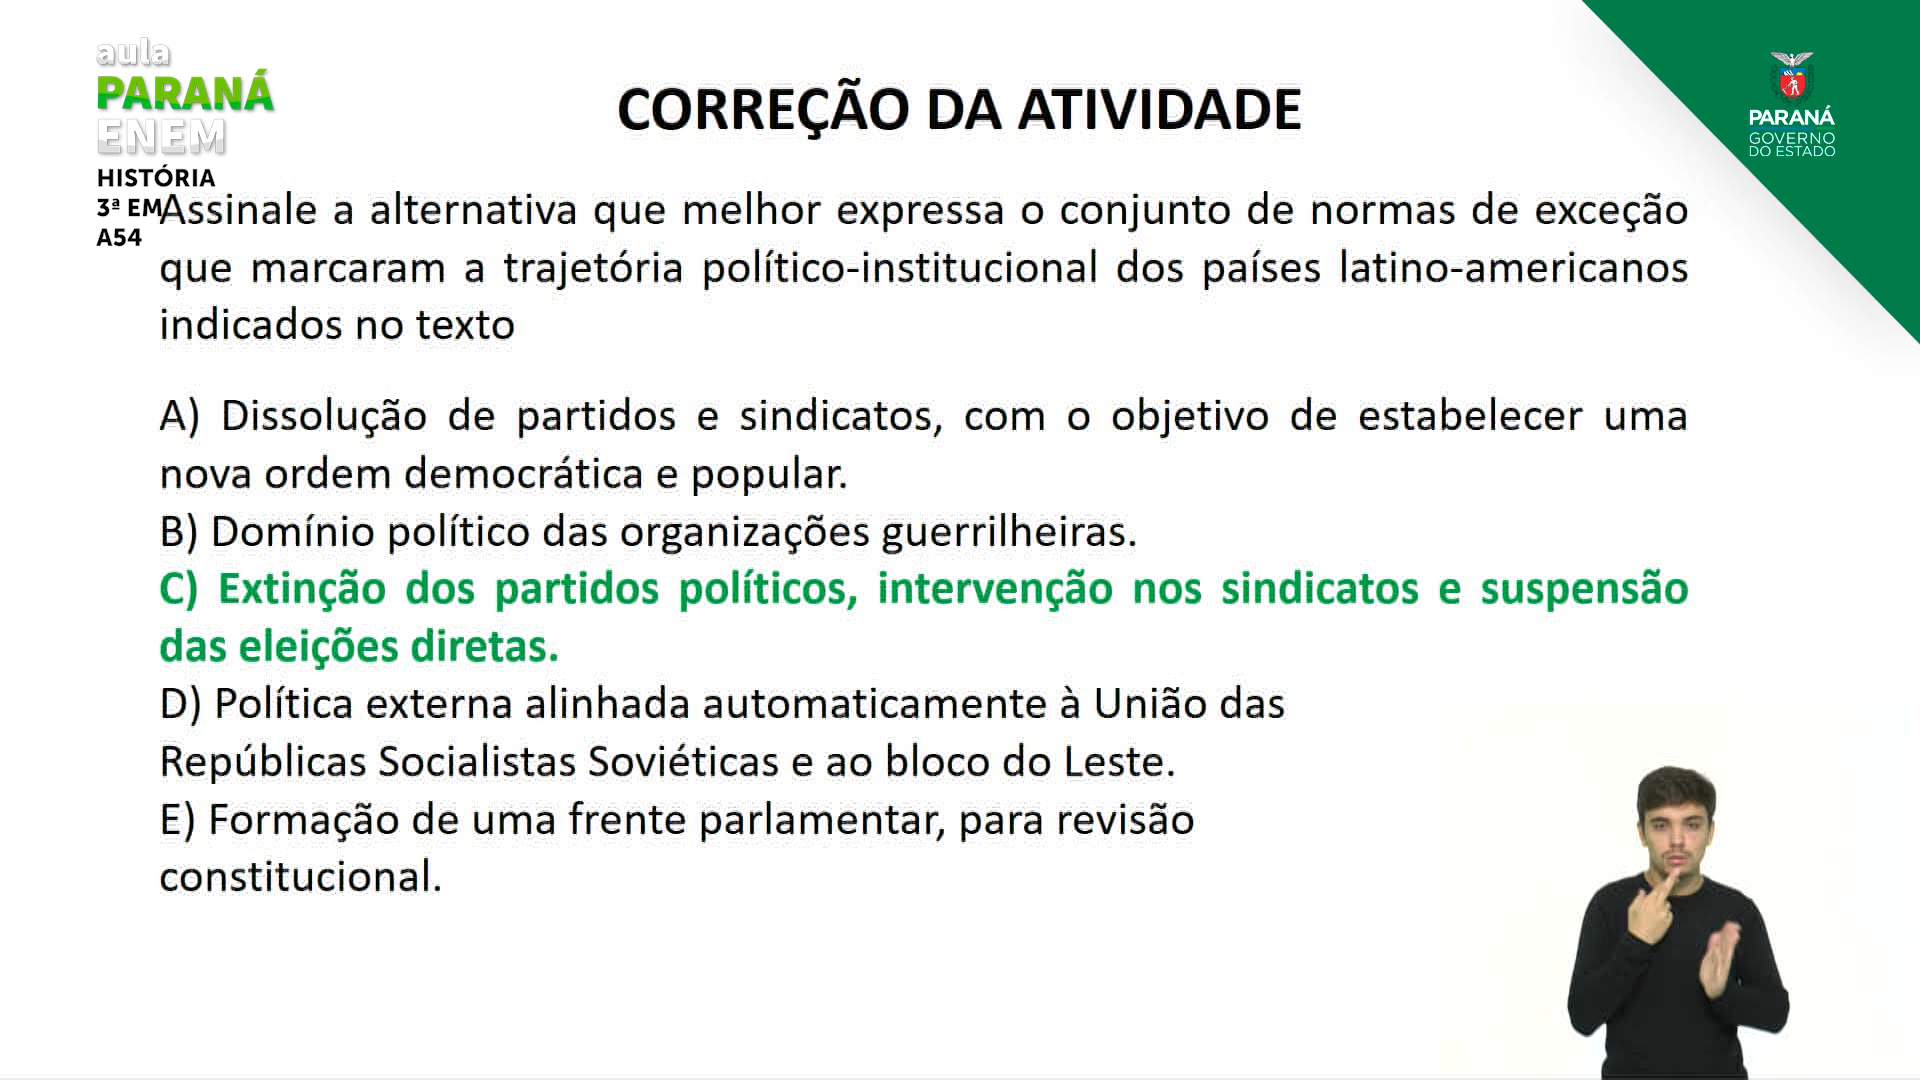 aula
PARANÁ
ENEM
HISTÓRIA
3ª EM
A54
CORREÇÃO DA ATIVIDADE
PARANÁ
GOVERNO
DO ESTADO
Assinale a alternativa que melhor expressa o conjunto de normas de exceção
que marcaram a trajetória político-institucional dos países latino-americanos
indicados no texto
A) Dissolução de partidos e sindicatos, com o objetivo de estabelecer uma
nova ordem democrática e popular.
B) Domínio político das organizações guerrilheiras.
C) Extinção dos partidos políticos, intervenção nos sindicatos e suspensão
das eleições diretas.
D) Política externa alinhada automaticamente à União das
Repúblicas Socialistas Soviéticas e ao bloco do Leste.
E) Formação de uma frente parlamentar, para revisão
constitucional.